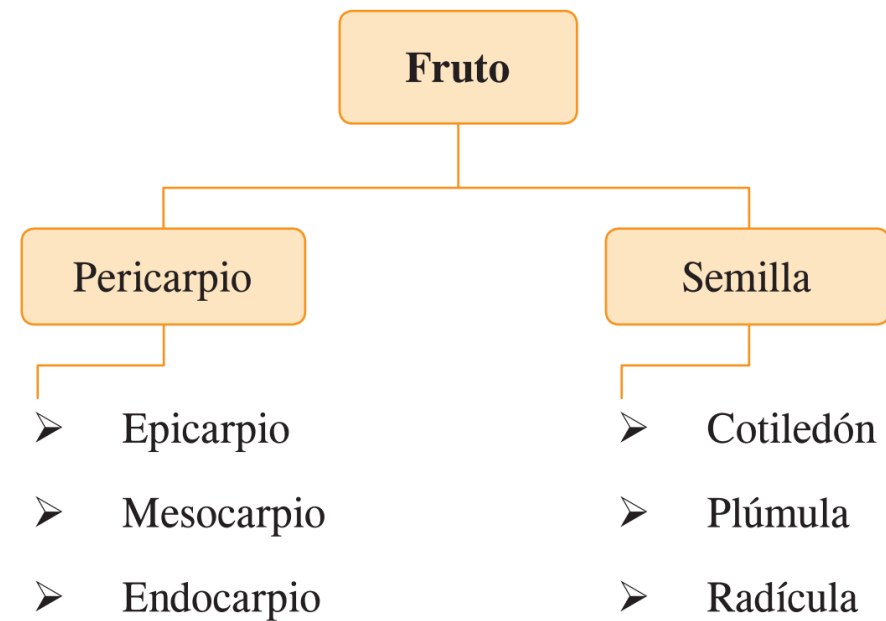 Fruto
Pericarpio
Semilla
Epicarpio
Mesocarpio
Endocarpio
Cotiledón
Plúmula
Radícula